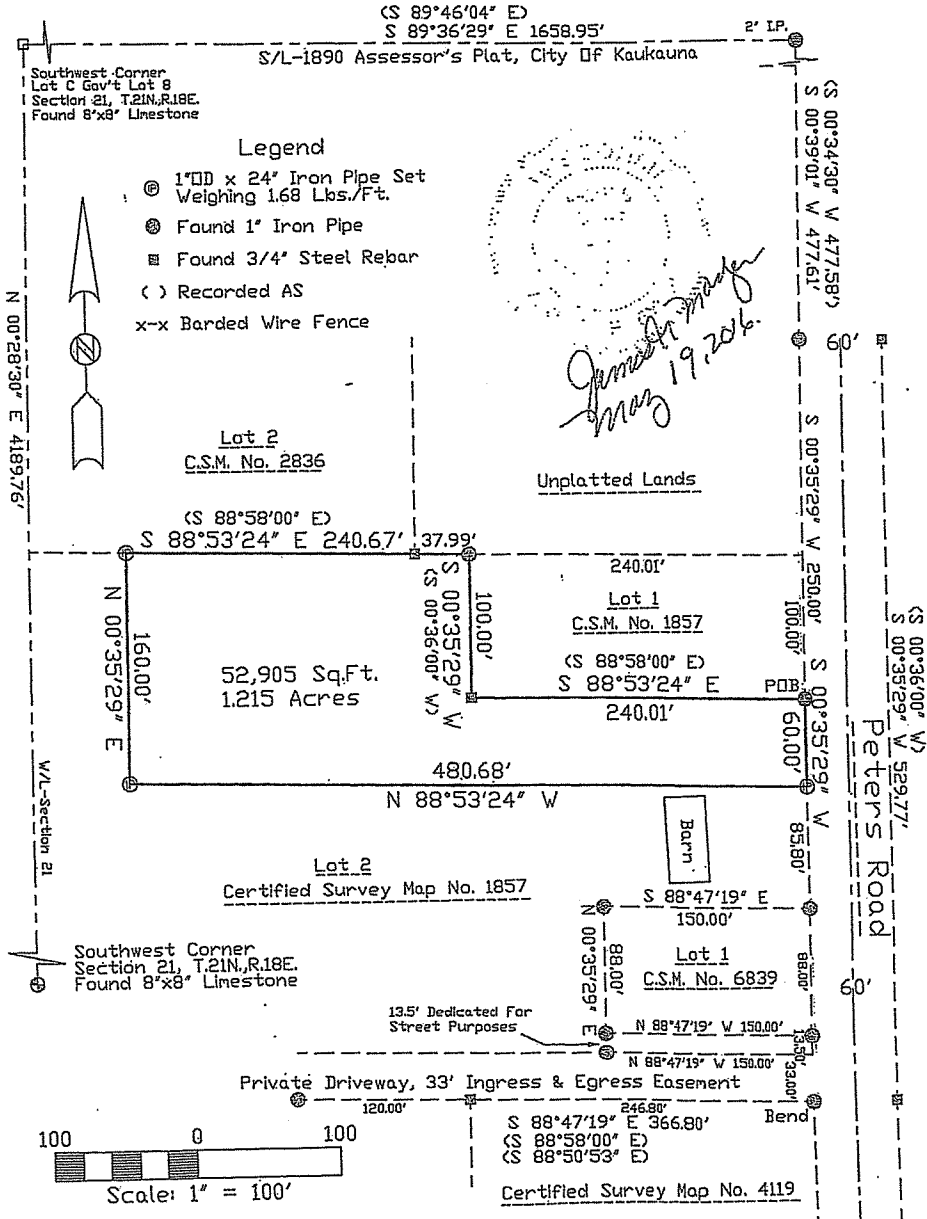 (S 89°46'04" E)
S 89°36'29" E 1658.95'
2" I.P.
S/L-1890 Assessor's Plat, City Of Kaukauna
Southwest Corner
Lot C Gov't Lot 8
Section 21, T.21N.,R.18E.
Found 8"x8" Limestone
Legend
1"OD x 24" Iron Pipe Set
Weighing 1.68 Lbs./Ft.
Found 1" Iron Pipe
Found 3/4" Steel Rebar
( ) Recorded AS
x-x Barded Wire Fence
N
(S 00°34'30" W 477.58')
S 00°39'01" W 477.61'
May 19, 2016.
60'
N 00°28'30" E 4189.76'
Lot 2
C.S.M. No. 2836
Unplatted Lands
S 00°35'29" W 250.00'
(S 88°58'00" E)
S 88°53'24" E 240.67'
37.99'
240.01'
Lot 1
C.S.M. No. 1857
(S 88°58'00" E)
S 88°53'24" E
240.01'
POB
100.00'
100.00'
S 00°35'29" W
(S 00°36'00" W)
N 00°35'29" E
160.00'
52,905 Sq.Ft.
1.215 Acres
S 00°35'29" W
60.00'
(S 00°36'00" W)
S 00°35'29" W 529.77'
Peters Road
480.68'
N 88°53'24" W
W/L-Section 21
85.80'
Barn
Lot 2
Certified Survey Map No. 1857
S 88°47'19" E
150.00'
N 00°35'29" E
88.00'
Lot 1
C.S.M. No. 6839
88.00'
60'
Southwest Corner
Section 21, T.21N.,R.18E.
Found 8"x8" Limestone
13.5' Dedicated For
Street Purposes
N 88°47'19" W 150.00'
13.50'
N 88°47'19" W 150.00'
33.00'
Private Driveway, 33' Ingress & Egress Easement
120.00'
246.80'
Bend
S 88°47'19" E 366.80'
(S 88°58'00" E)
(S 88°50'53" E)
100 0 100
Scale: 1" = 100'
Certified Survey Map No. 4119